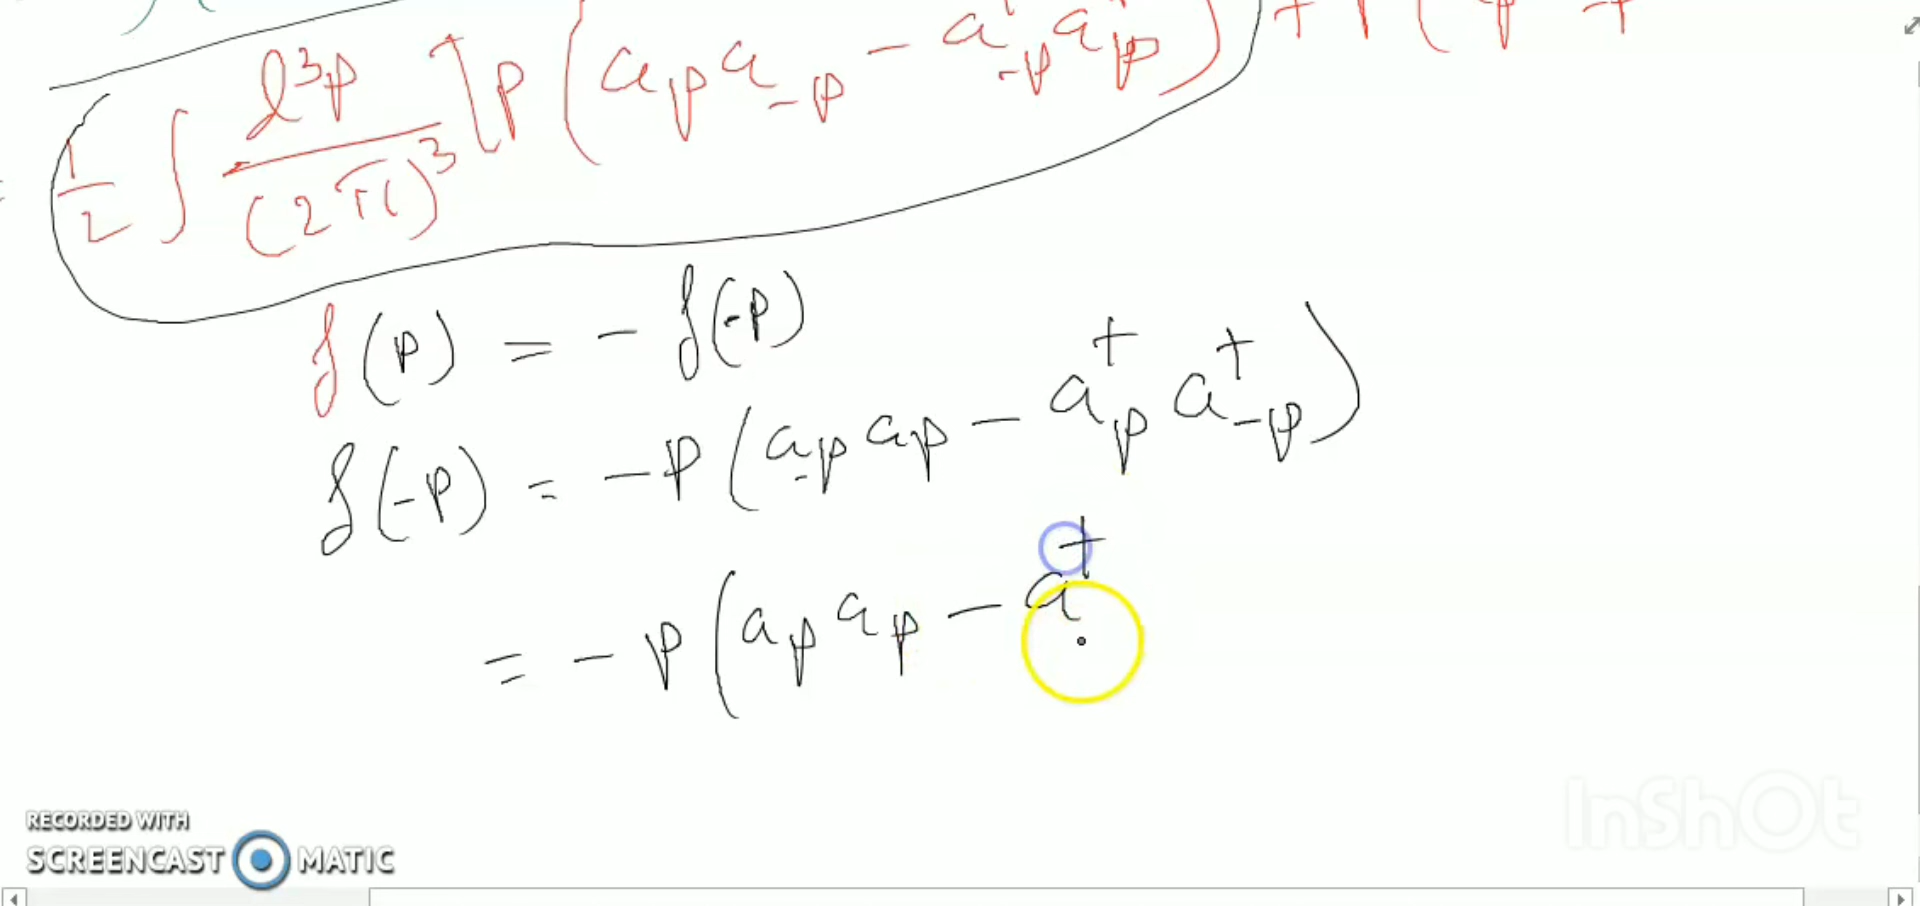 = 1/2 ∫ d³p/(2π)³ [p (a_p a_-p − a†_-p a†_p) +
f(p) = − f(-p)
f(-p) = − p (a_-p a_p − a†_p a†_-p)
= − p (a_p a_p − a†
RECORDED WITH
SCREENCAST MATIC
InShOt